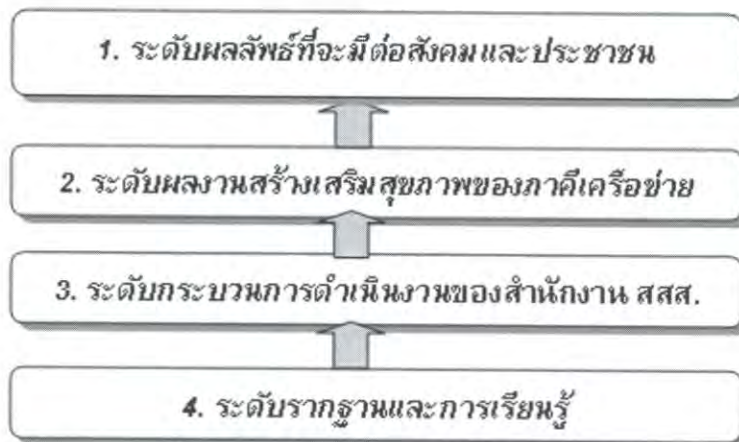 1. ระดับผลลัพธ์ที่จะมีต่อสังคมและประชาชน
2. ระดับผลงานสร้างเสริมสุขภาพของภาคีเครือข่าย
3. ระดับกระบวนการดำเนินงานของสำนักงาน สสส.
4. ระดับรากฐานและการเรียนรู้